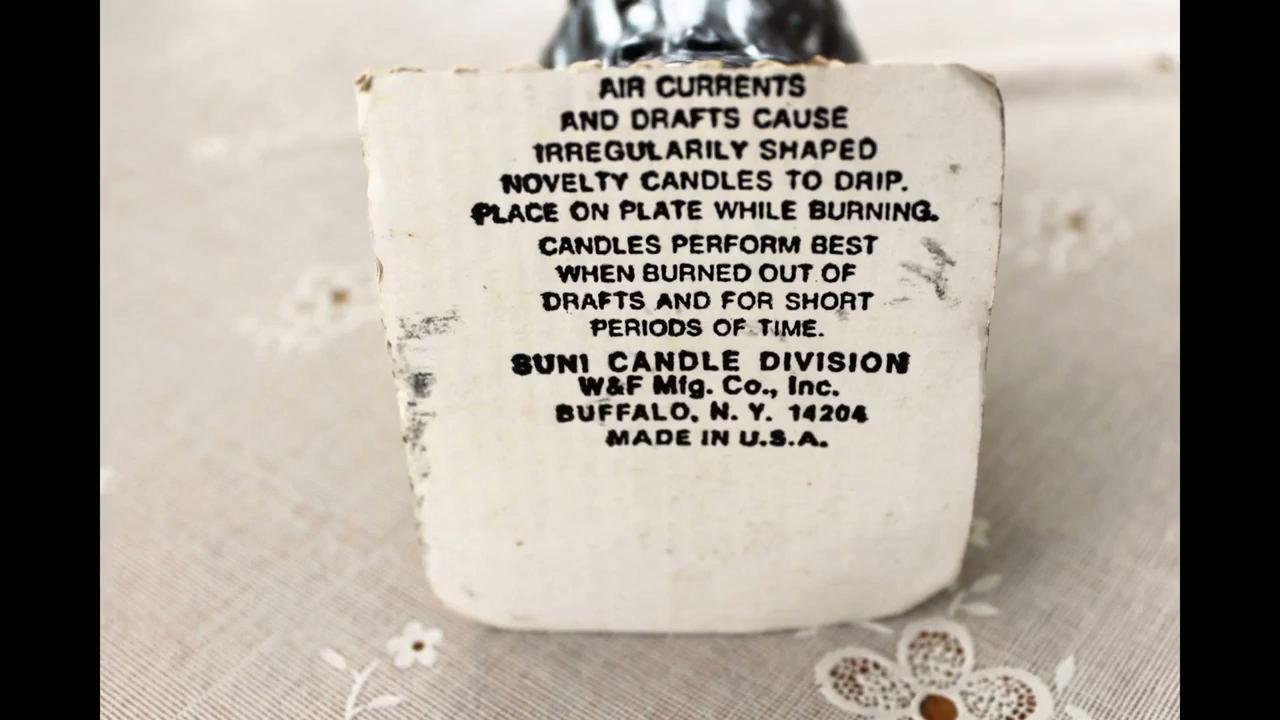 AIR CURRENTS
AND DRAFTS CAUSE
IRREGULARILY SHAPED
NOVELTY CANDLES TO DRIP.
PLACE ON PLATE WHILE BURNING.
CANDLES PERFORM BEST
WHEN BURNED OUT OF
DRAFTS AND FOR SHORT
PERIODS OF TIME.
SUNI CANDLE DIVISION
W&F Mfg. Co., Inc.
BUFFALO, N. Y. 14204
MADE IN U.S.A.